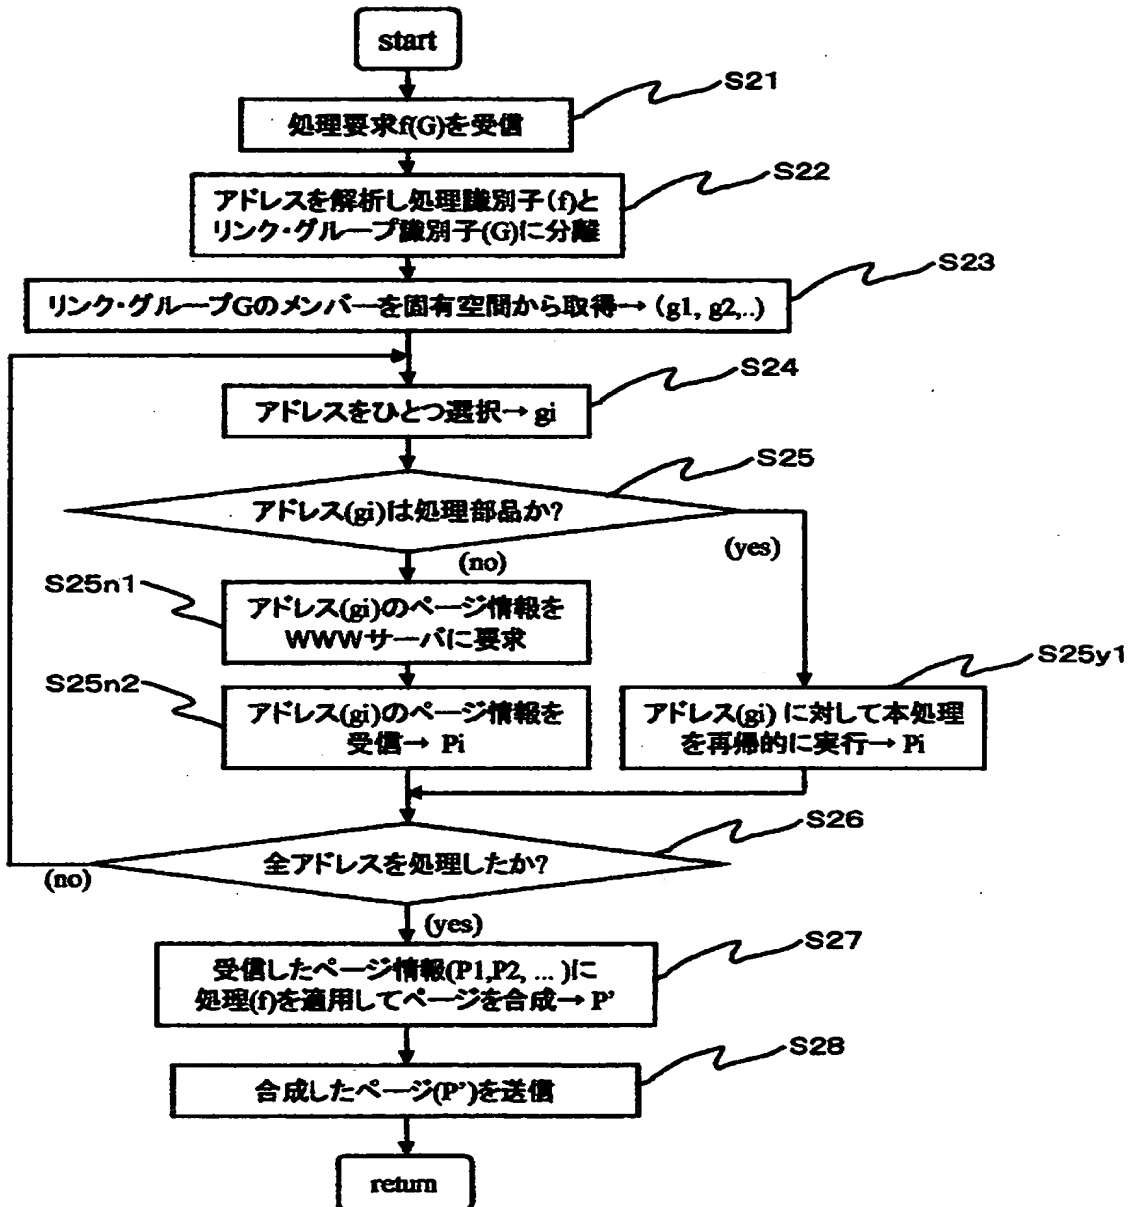 start
S21
処理要求f(G)を受信
S22
アドレスを解析し処理識別子(f)と
リンク・グループ識別子(G)に分離
S23
リンク・グループGのメンバーを固有空間から取得→ (g1, g2,..)
S24
アドレスをひとつ選択→ gi
S25
アドレス(gi)は処理部品か?
(no)
(yes)
S25n1
アドレス(gi)のページ情報を
WWWサーバに要求
S25n2
アドレス(gi)のページ情報を
受信→ Pi
S25y1
アドレス(gi) に対して本処理
を再帰的に実行→ Pi
S26
全アドレスを処理したか?
(no)
(yes)
S27
受信したページ情報(P1,P2, ... )に
処理(f)を適用してページを合成→ P'
S28
合成したページ(P')を送信
return